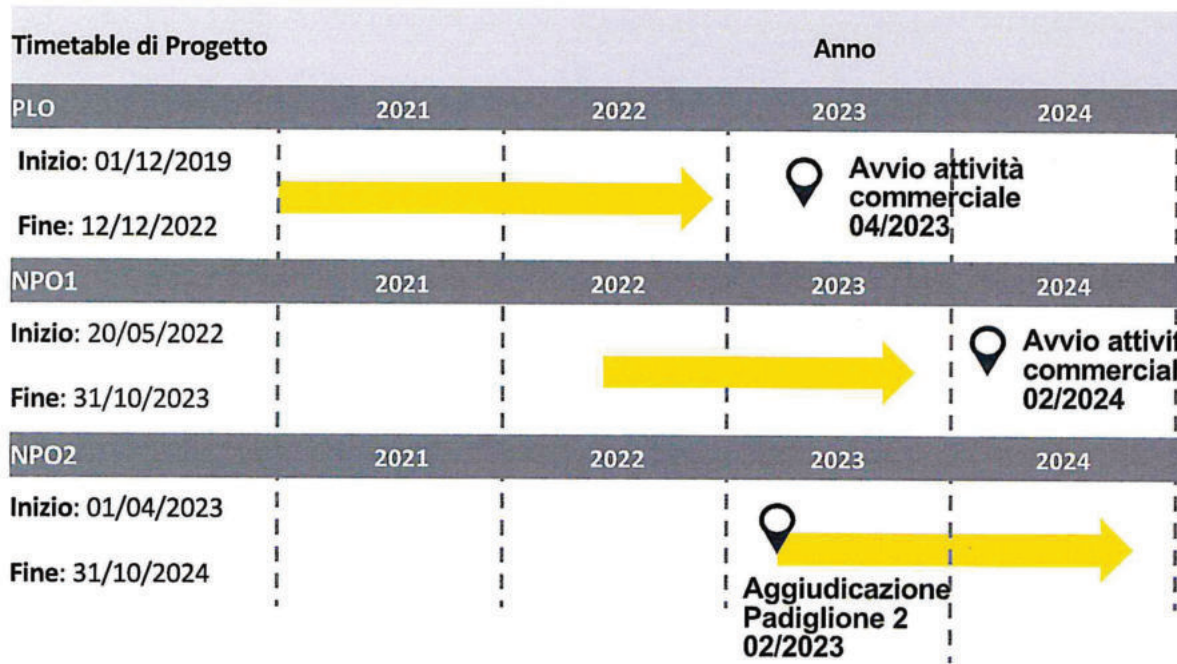 Timetable di Progetto Anno
PLO 2021 2022 2023 2024
Inizio: 01/12/2019
Fine: 12/12/2022
Avvio attività
commerciale
04/2023
NPO1 2021 2022 2023 2024
Inizio: 20/05/2022
Fine: 31/10/2023
Avvio attivit
commercial
02/2024
NPO2 2021 2022 2023 2024
Inizio: 01/04/2023
Fine: 31/10/2024
Aggiudicazione
Padiglione 2
02/2023